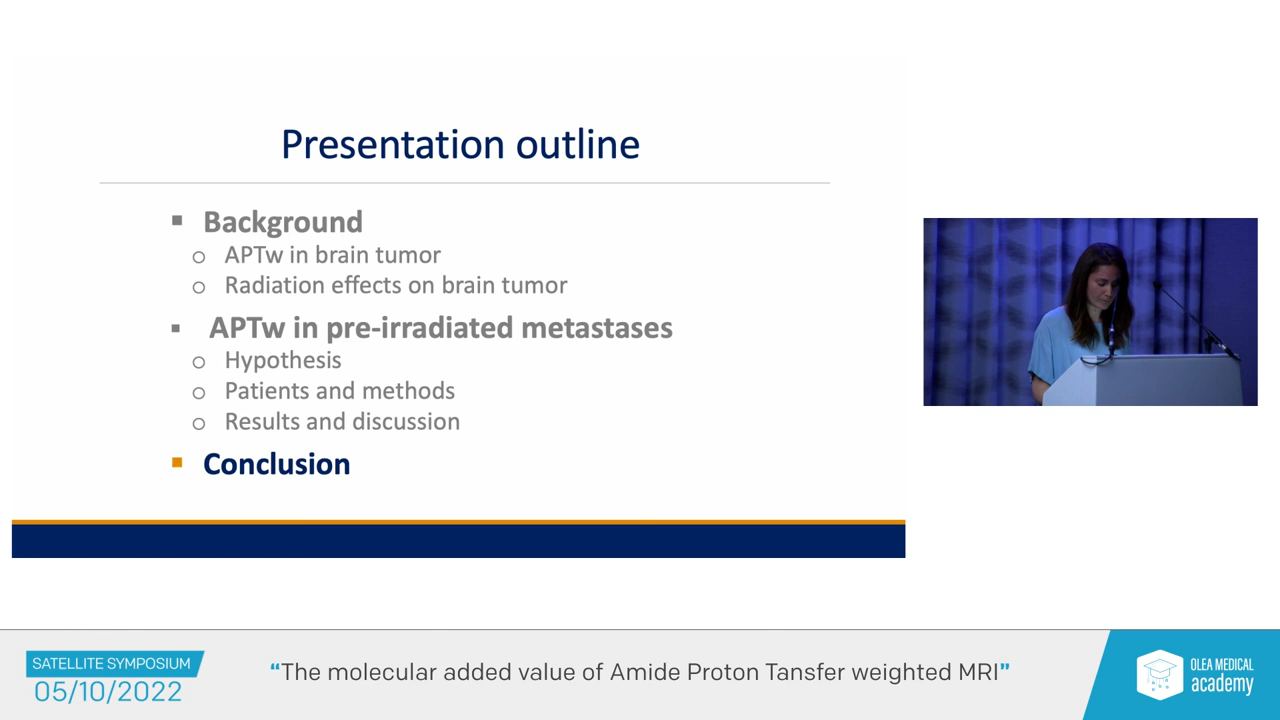 Presentation outline
Background
APTw in brain tumor
Radiation effects on brain tumor
APTw in pre-irradiated metastases
Hypothesis
Patients and methods
Results and discussion
Conclusion
SATELLITE SYMPOSIUM
05/10/2022
“The molecular added value of Amide Proton Tansfer weighted MRI”
OLEA MEDICAL
academy